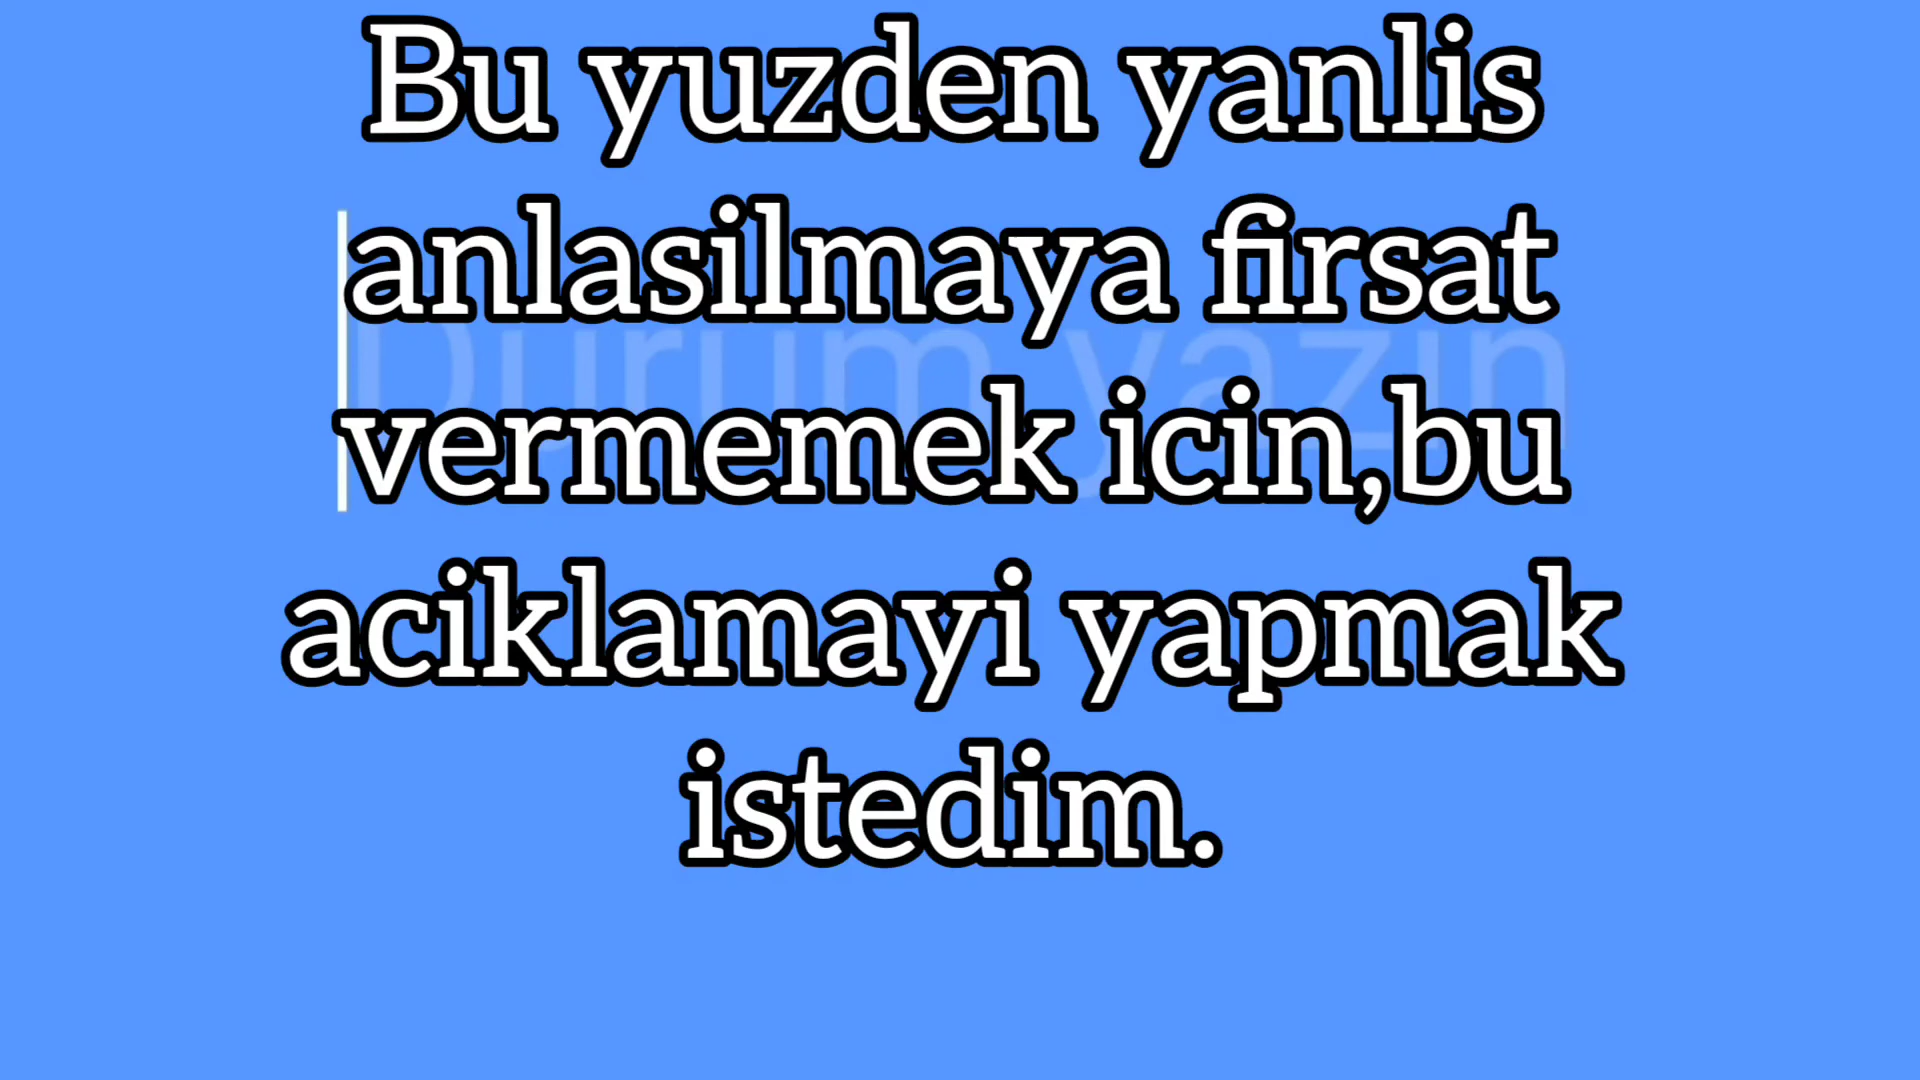 Bu yuzden yanlis
anlasilmaya firsat
Durum yazın
vermemek icin,bu
aciklamayi yapmak
istedim.